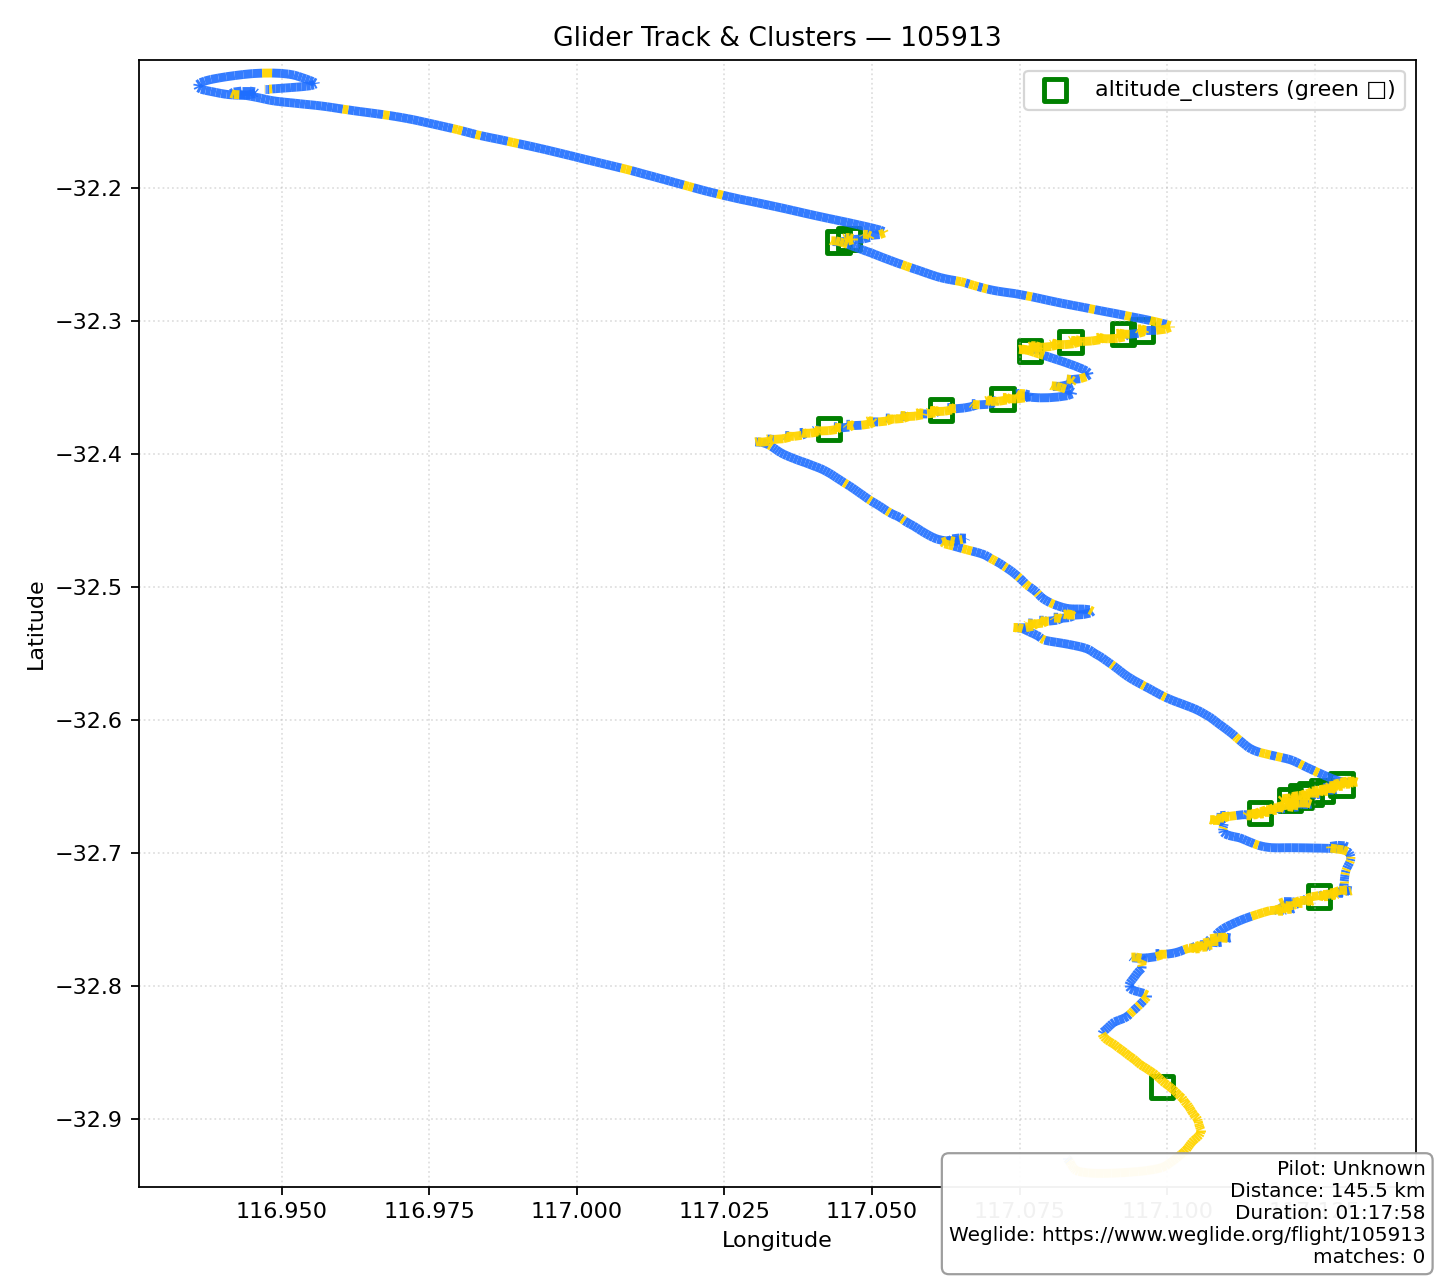 Glider Track & Clusters — 105913
altitude_clusters (green □)
Latitude
−32.2
−32.3
−32.4
−32.5
−32.6
−32.7
−32.8
−32.9
116.950 116.975 117.000 117.025 117.050 117.075 117.100
Longitude
Pilot: Unknown
Distance: 145.5 km
Duration: 01:17:58
Weglide: https://www.weglide.org/flight/105913
matches: 0